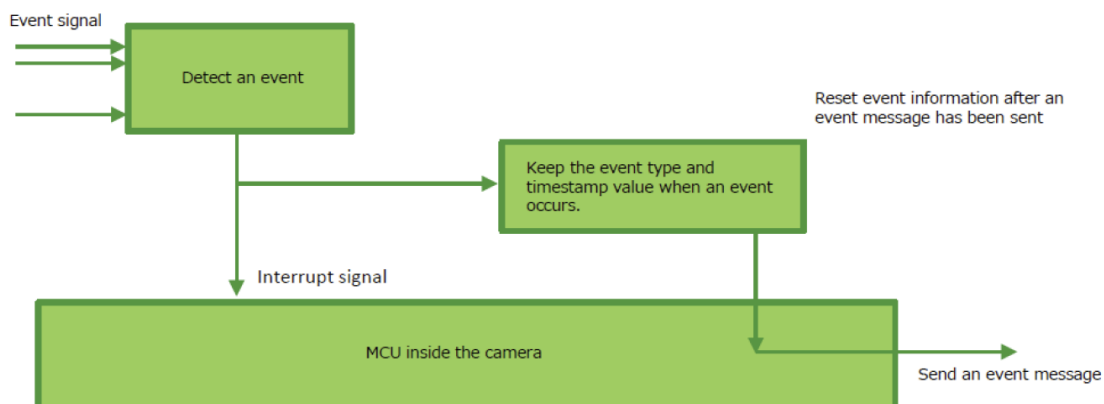 Event signal
Detect an event
Reset event information after an
event message has been sent
Keep the event type and
timestamp value when an event
occurs.
Interrupt signal
MCU inside the camera
Send an event message